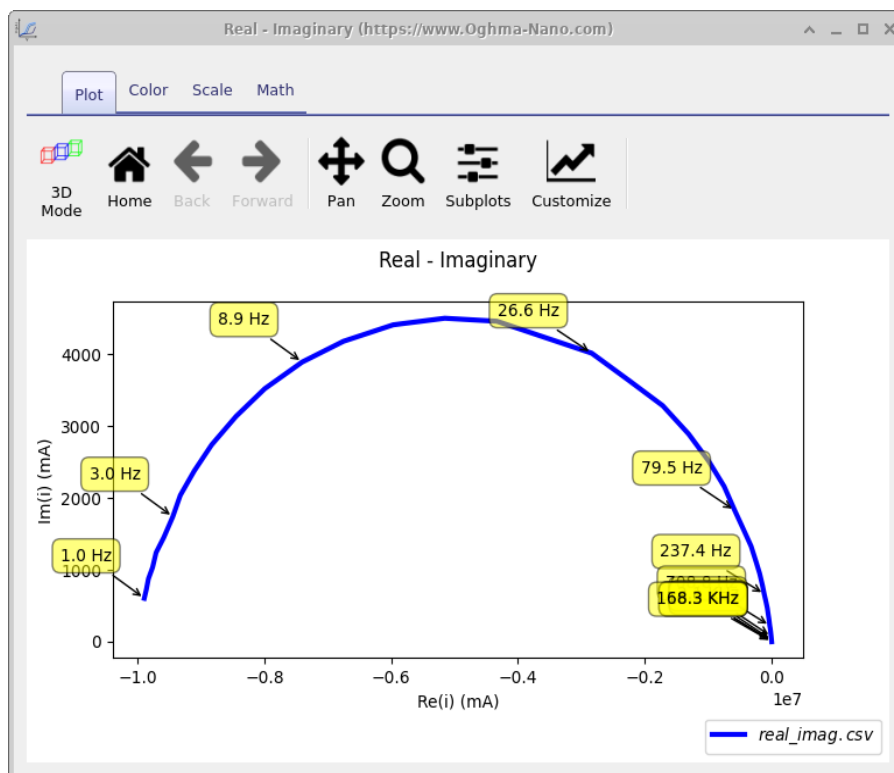 Real - Imaginary (https://www.Oghma-Nano.com)
Plot Color Scale Math
3D Mode Home Back Forward Pan Zoom Subplots Customize
Real - Imaginary
26.6 Hz
8.9 Hz
4000
3000
79.5 Hz
3.0 Hz
2000
237.4 Hz
1.0 Hz
1000
168.3 KHz
0
Im(i) (mA)
−1.0 −0.8 −0.6 −0.4 −0.2 0.0
1e7
Re(i) (mA)
real_imag.csv